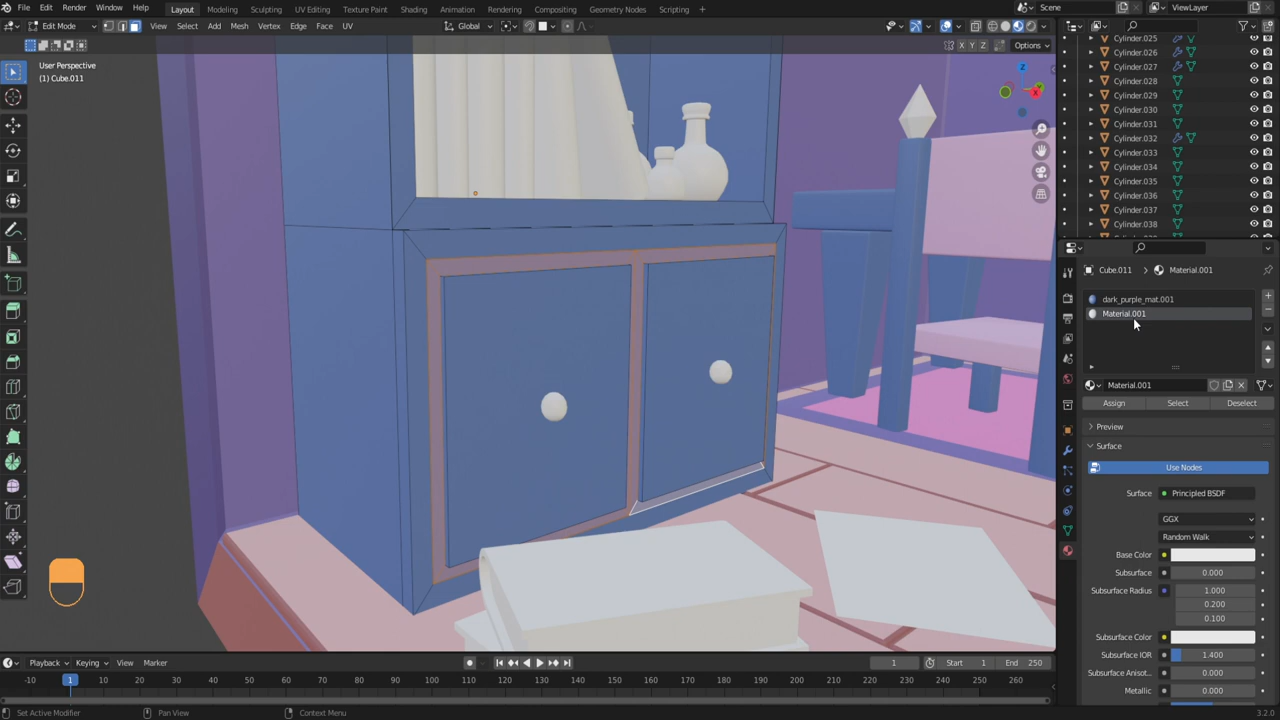 File Edit Render Window Help Layout Modeling Sculpting UV Editing Texture Paint Shading Animation Rendering Compositing Geometry Nodes Scripting Scene ViewLayer
Edit Mode View Select Add Mesh Vertex Edge Face UV Global
X Y Z Options
User Perspective
(1) Cube.011
Z
Cylinder.025
Cylinder.026
Cylinder.027
Cylinder.028
Cylinder.029
Cylinder.030
Cylinder.031
Cylinder.032
Cylinder.033
Cylinder.034
Cylinder.035
Cylinder.036
Cylinder.037
Cylinder.038
Cube.011 Material.001
dark_purple_mat.001
Material.001
Material.001
Assign Select Deselect
Preview
Surface
Use Nodes
Surface Principled BSDF
GGX
Random Walk
Base Color
Subsurface 0.000
Subsurface Radius 1.000
0.200
0.100
Subsurface Color
Subsurface IOR 1.400
Subsurface Anisot... 0.000
Metallic 0.000
Playback Keying View Marker 1 Start 1 End 250
-10 1 10 20 30 40 50 60 70 80 90 100 110 120 130 140 150 160 170 180 190 200 210 220 230 240 250 260
Set Active Modifier Pan View Context Menu 3.2.0